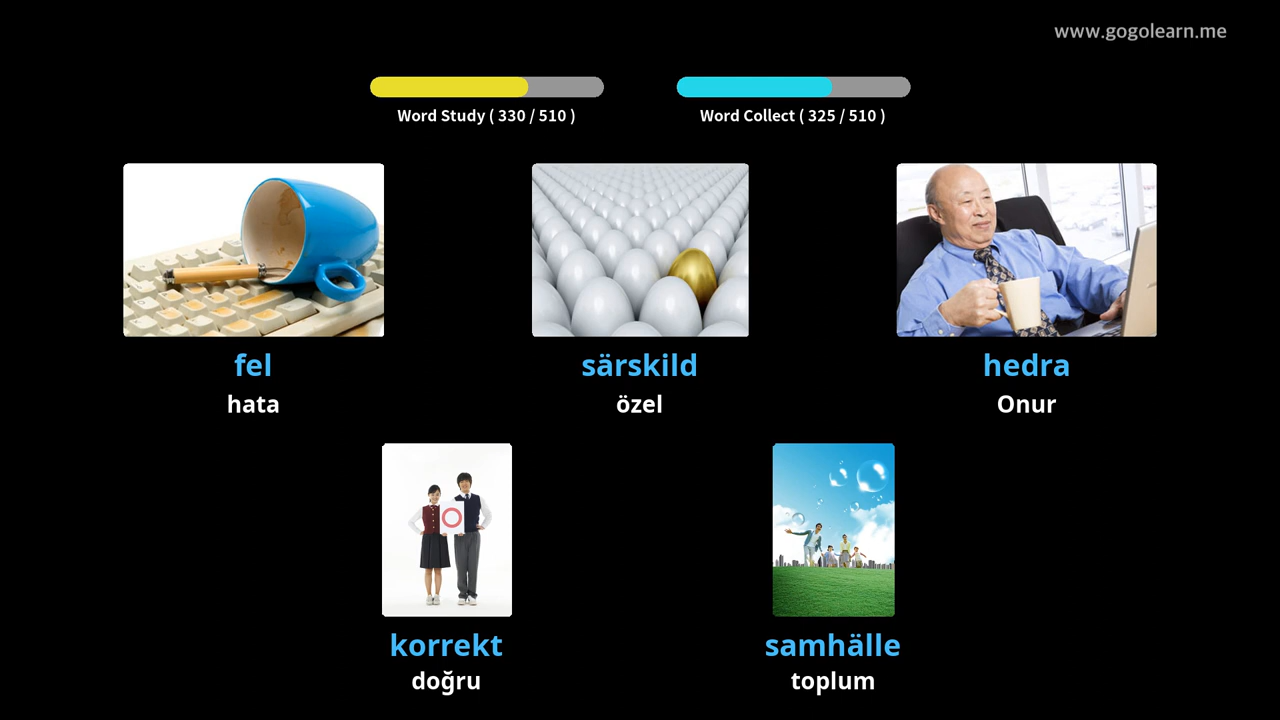 www.gogolearn.me
Word Study ( 330 / 510 )
Word Collect ( 325 / 510 )
fel
hata
särskild
özel
hedra
Onur
korrekt
doğru
samhälle
toplum